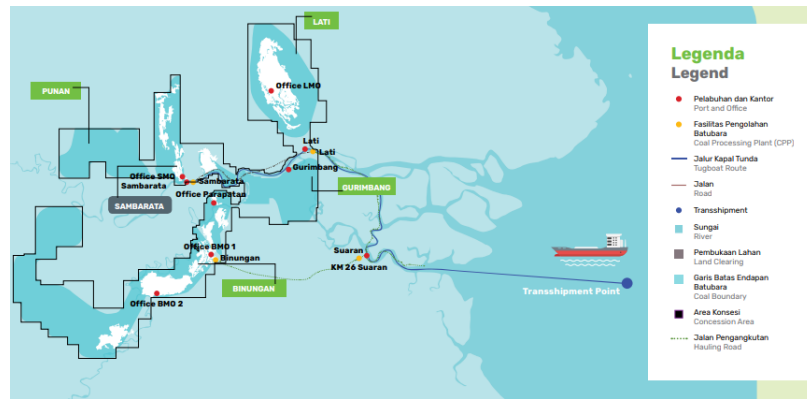 LATI
PUNAN
Office LMO
Lati
Lati
Gurimbang
Office SMO
Sambarata
Sambarata
Office Parapatan
GURIMBANG
SAMBARATA
Office BMO 1
Binungan
Suaran
KM 26 Suaran
BINUNGAN
Office BMO 2
Transshipment Point
Legenda
Legend
Pelabuhan dan Kantor
Port and Office
Fasilitas Pengolahan
Batubara
Coal Processing Plant (CPP)
Jalur Kapal Tunda
Tugboat Route
Jalan
Road
Transshipment
Sungai
River
Pembukaan Lahan
Land Clearing
Garis Batas Endapan
Batubara
Coal Boundary
Area Konsesi
Concession Area
Jalan Pengangkutan
Hauling Road